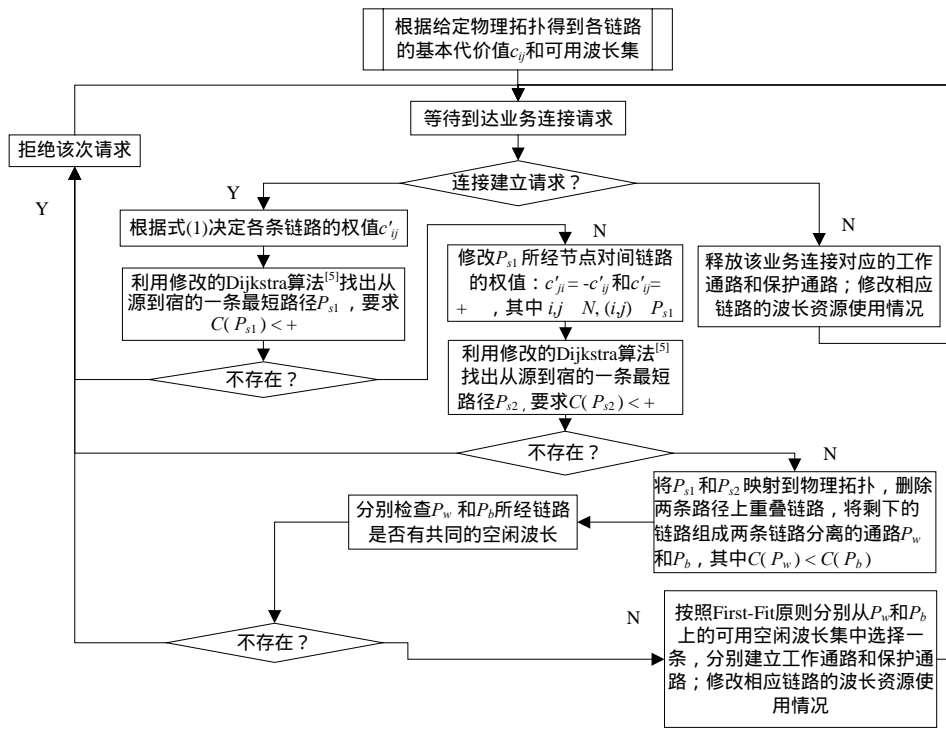 根据给定物理拓扑得到各链路
的基本代价值cij和可用波长集
等待到达业务连接请求
拒绝该次请求
连接建立请求？
Y
Y
N
根据式(1)决定各条链路的权值c′ij
N
利用修改的Dijkstra算法[5]找出从
源到宿的一条最短路径Ps1，要求
C(Ps1)<+
修改Ps1所经节点对间链路
的权值：c′ji= -c′ij和c′ij=
+ ，其中i,j N, (i,j) Ps1
释放该业务连接对应的工作
通路和保护通路；修改相应
链路的波长资源使用情况
不存在？
利用修改的Dijkstra算法[5]
找出从源到宿的一条最短
路径Ps2，要求C(Ps2)<+
不存在？
N
将Ps1和Ps2映射到物理拓扑，删除
两条路径上重叠链路，将剩下的
链路组成两条链路分离的通路Pw
和Pb，其中C(Pw)<C(Pb)
分别检查Pw和Pb所经链路
是否有共同的空闲波长
不存在？
N
按照First-Fit原则分别从Pw和Pb
上的可用空闲波长集中选择一
条，分别建立工作通路和保护通
路；修改相应链路的波长资源使
用情况